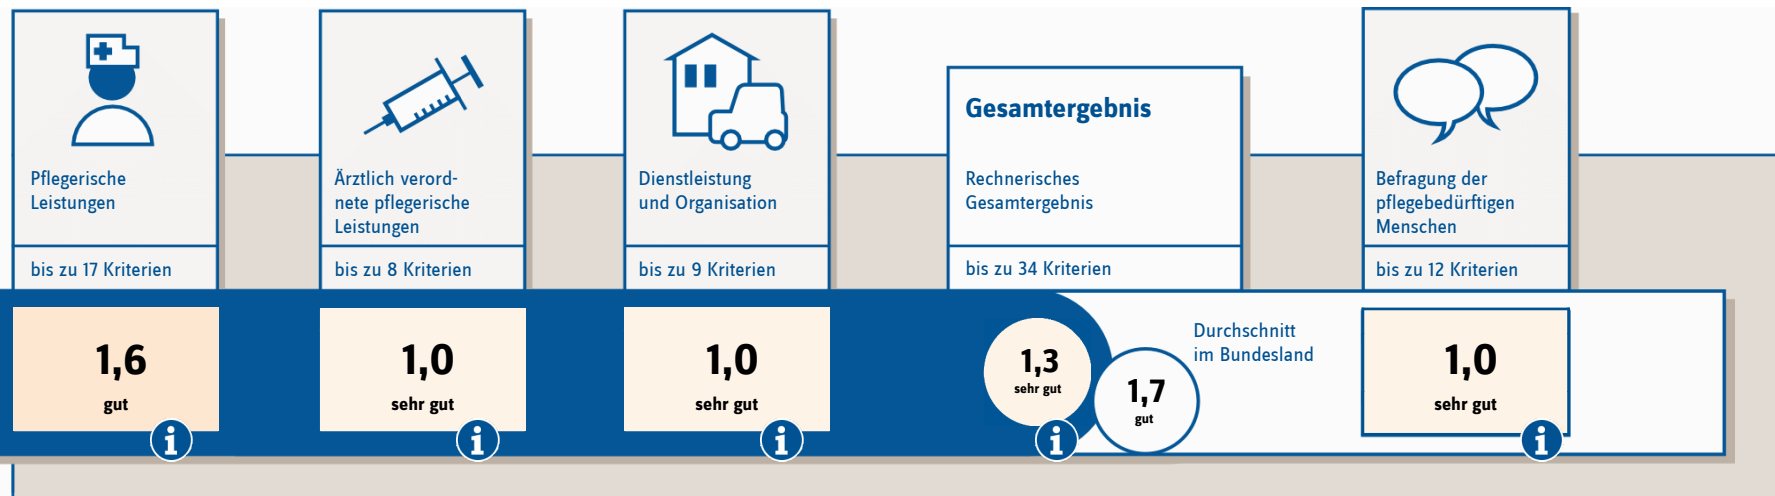 Pflegerische
Leistungen
bis zu 17 Kriterien
1,6
gut
i
Ärztlich verord-
nete pflegerische
Leistungen
bis zu 8 Kriterien
1,0
sehr gut
i
Dienstleistung
und Organisation
bis zu 9 Kriterien
1,0
sehr gut
i
Gesamtergebnis
Rechnerisches
Gesamtergebnis
bis zu 34 Kriterien
1,3
sehr gut
i
1,7
gut
Durchschnitt
im Bundesland
Befragung der
pflegebedürftigen
Menschen
bis zu 12 Kriterien
1,0
sehr gut
i